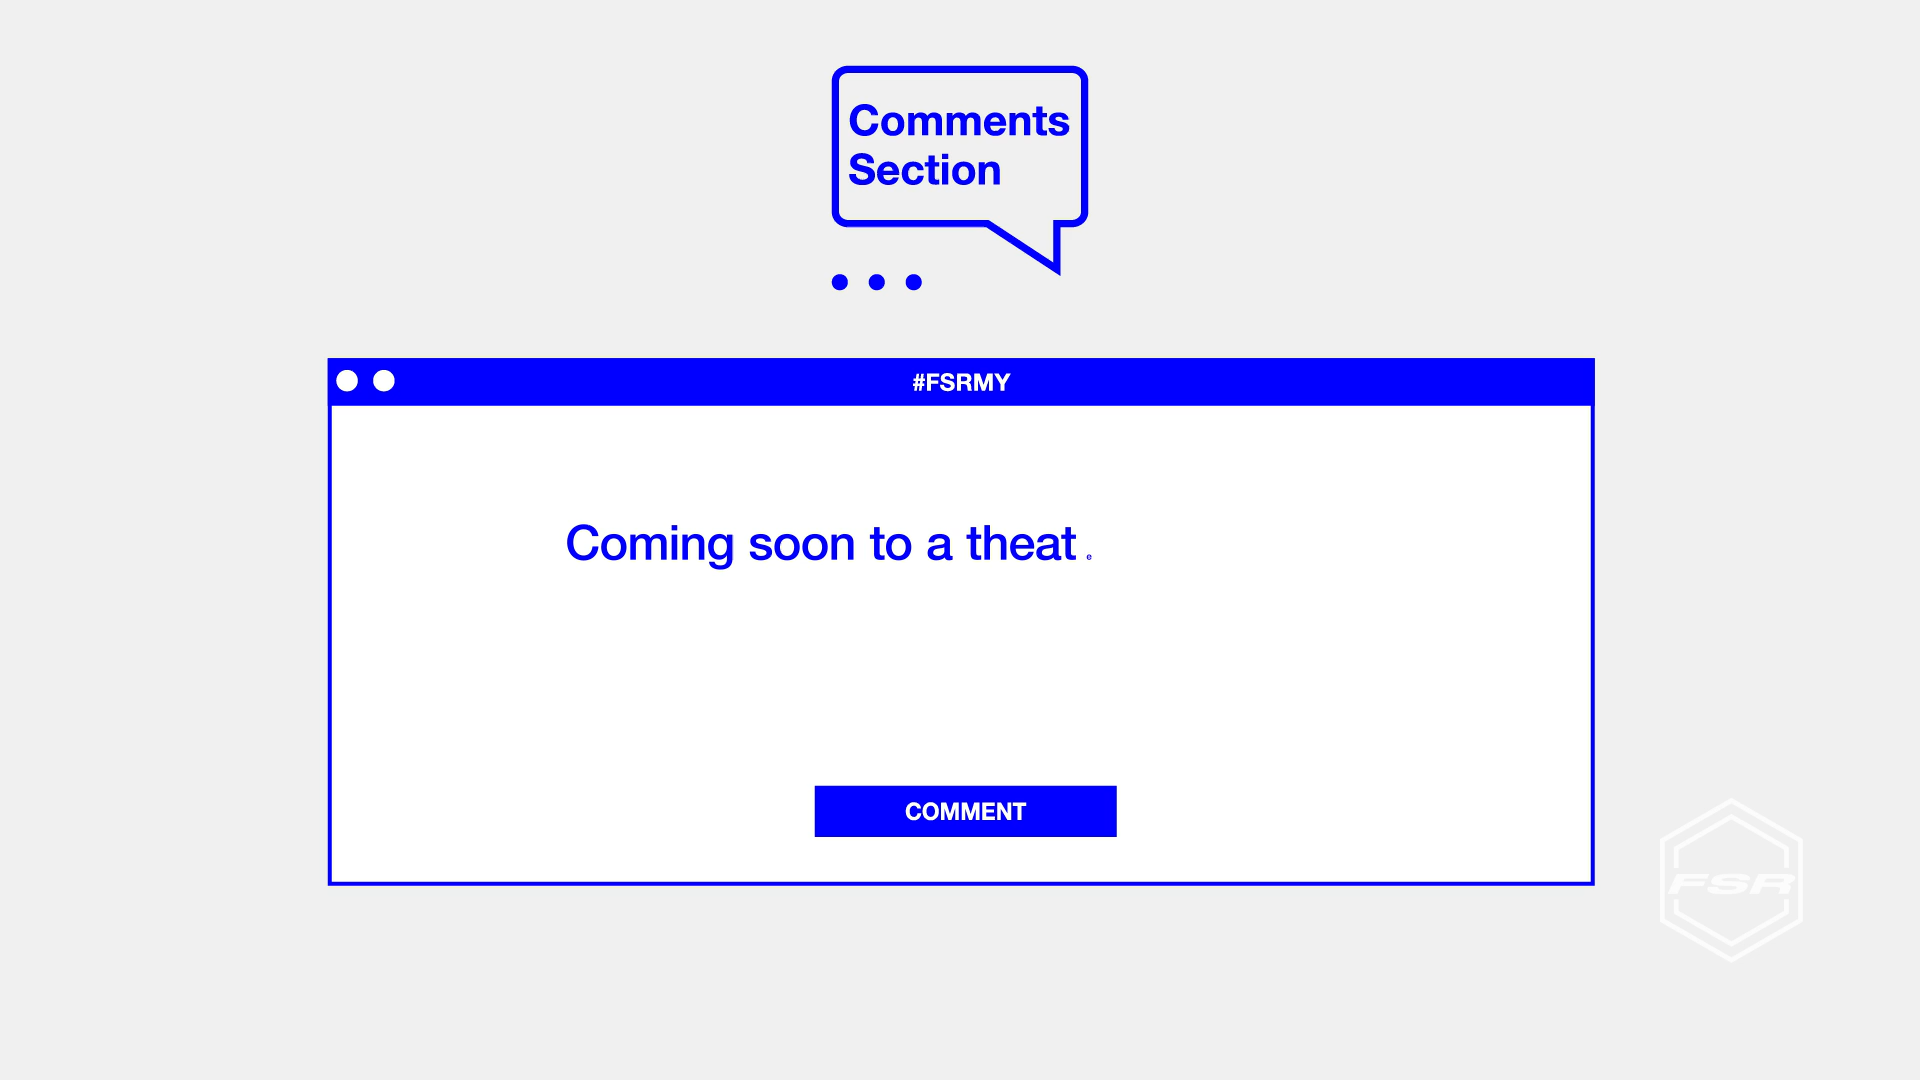 Comments
Section
#FSRMY
Coming soon to a theat e
COMMENT
FSR